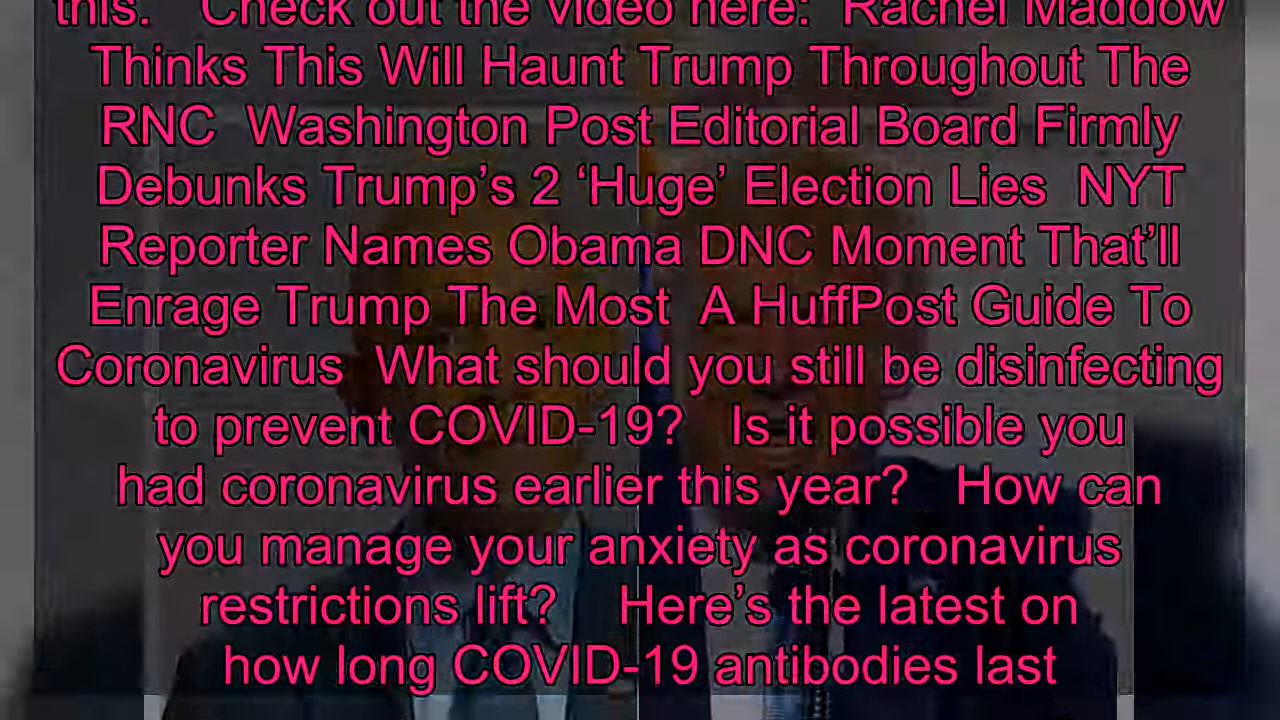 this.   Check out the video here:  Rachel Maddow
Thinks This Will Haunt Trump Throughout The
RNC  Washington Post Editorial Board Firmly
Debunks Trump’s 2 ‘Huge’ Election Lies  NYT
Reporter Names Obama DNC Moment That’ll
Enrage Trump The Most  A HuffPost Guide To
Coronavirus  What should you still be disinfecting
to prevent COVID-19?   Is it possible you
had coronavirus earlier this year?   How can
you manage your anxiety as coronavirus
restrictions lift?    Here’s the latest on
how long COVID-19 antibodies last